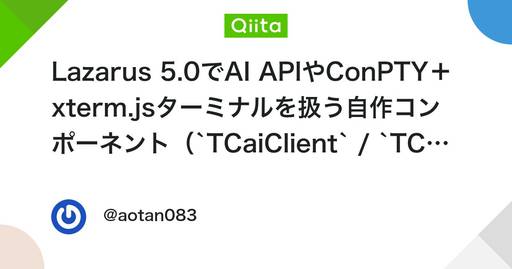 Qiita
Lazarus 5.0でAI APIやConPTY＋
xterm.jsターミナルを扱う自作コン
ポーネント（`TCaiClient` / `TC…
@aotan083